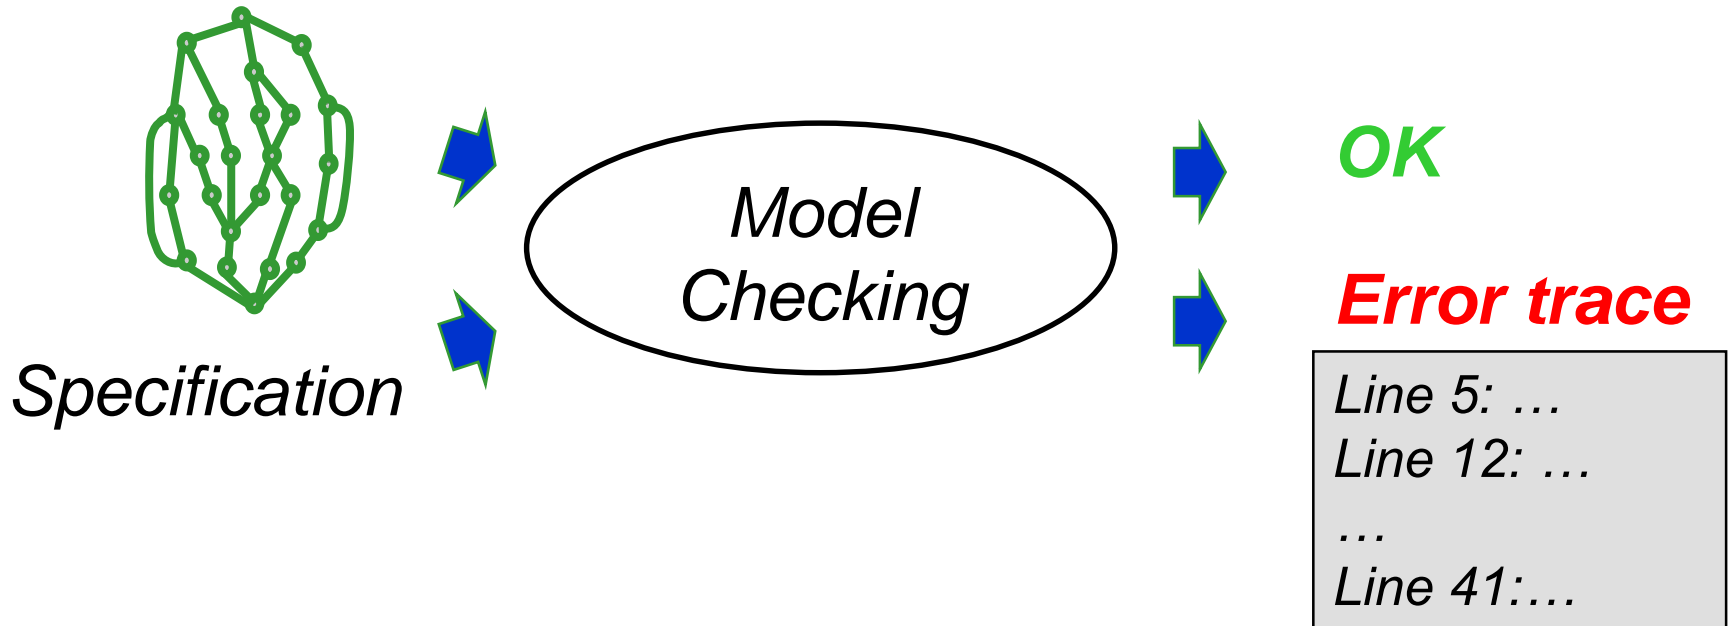 Specification
Model
Checking
OK
Error trace
Line 5: …
Line 12: …
…
Line 41:…